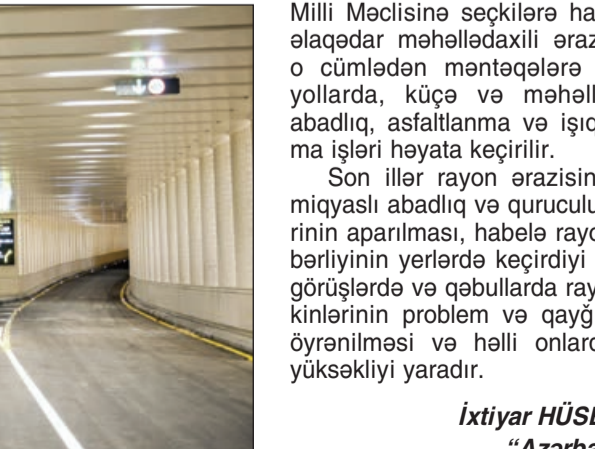 Milli Məclisinə seçkilərə ha
əlaqədar məhəllədaxili əraz
o cümlədən məntəqələrə
yollarda, küçə və məhəll
abadlıq, asfaltlanma və işıq
ma işləri həyata keçirilir.
Son illər rayon ərazisin
miqyaslı abadlıq və quruculu
rinin aparılması, habelə rayo
bərliyinin yerlərdə keçirdiyi
görüşlərdə və qəbullarda ray
kinlərinin problem və qayğ
öyrənilməsi və həlli onlard
yüksəkliyi yaradır.
İxtiyar HÜSE
“Azərba